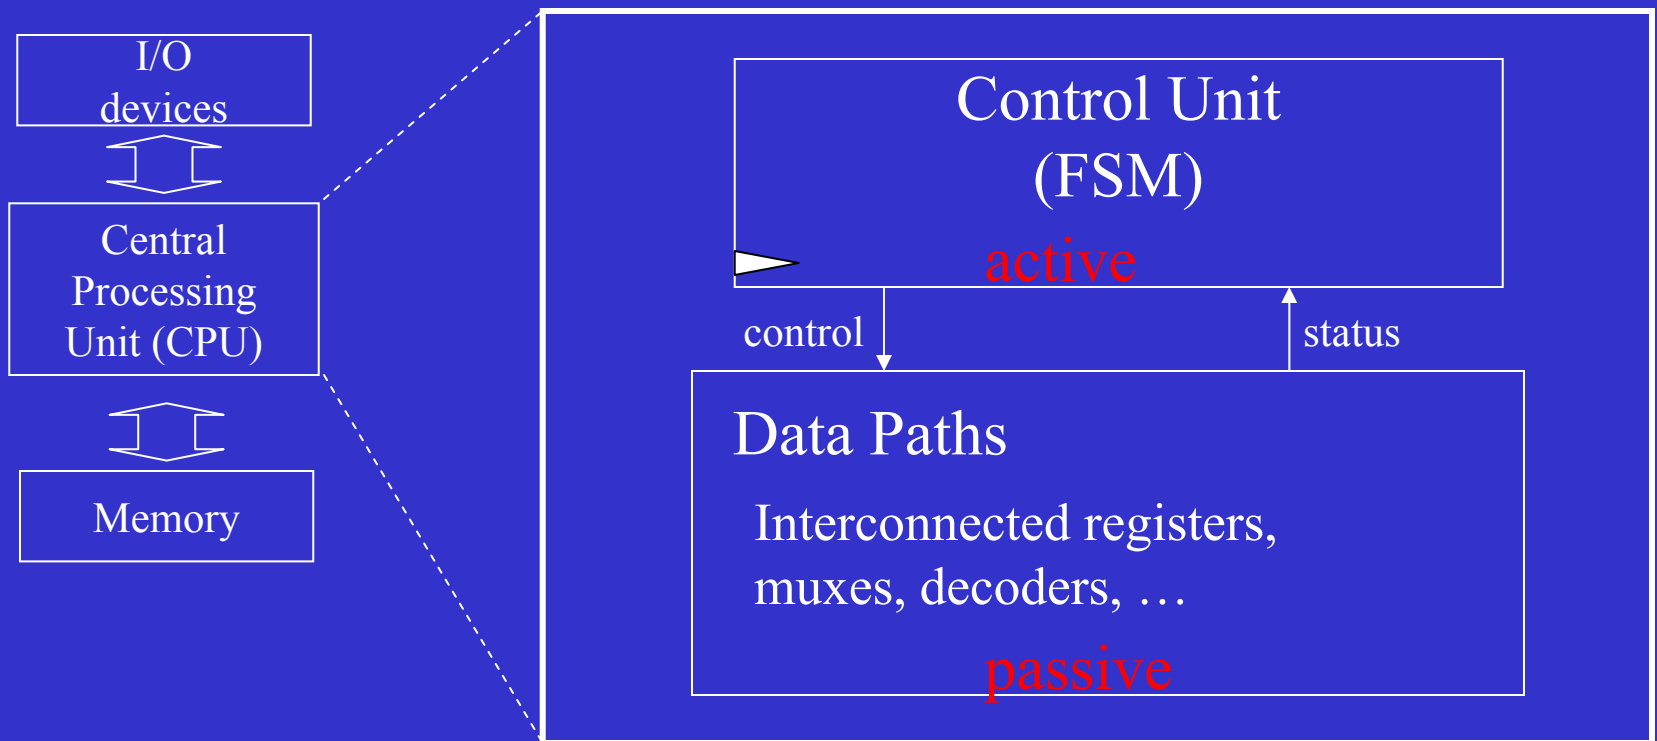 I/O
devices
Central
Processing
Unit (CPU)
Memory
Control Unit
(FSM)
active
control
status
Data Paths
Interconnected registers,
muxes, decoders, …
passive